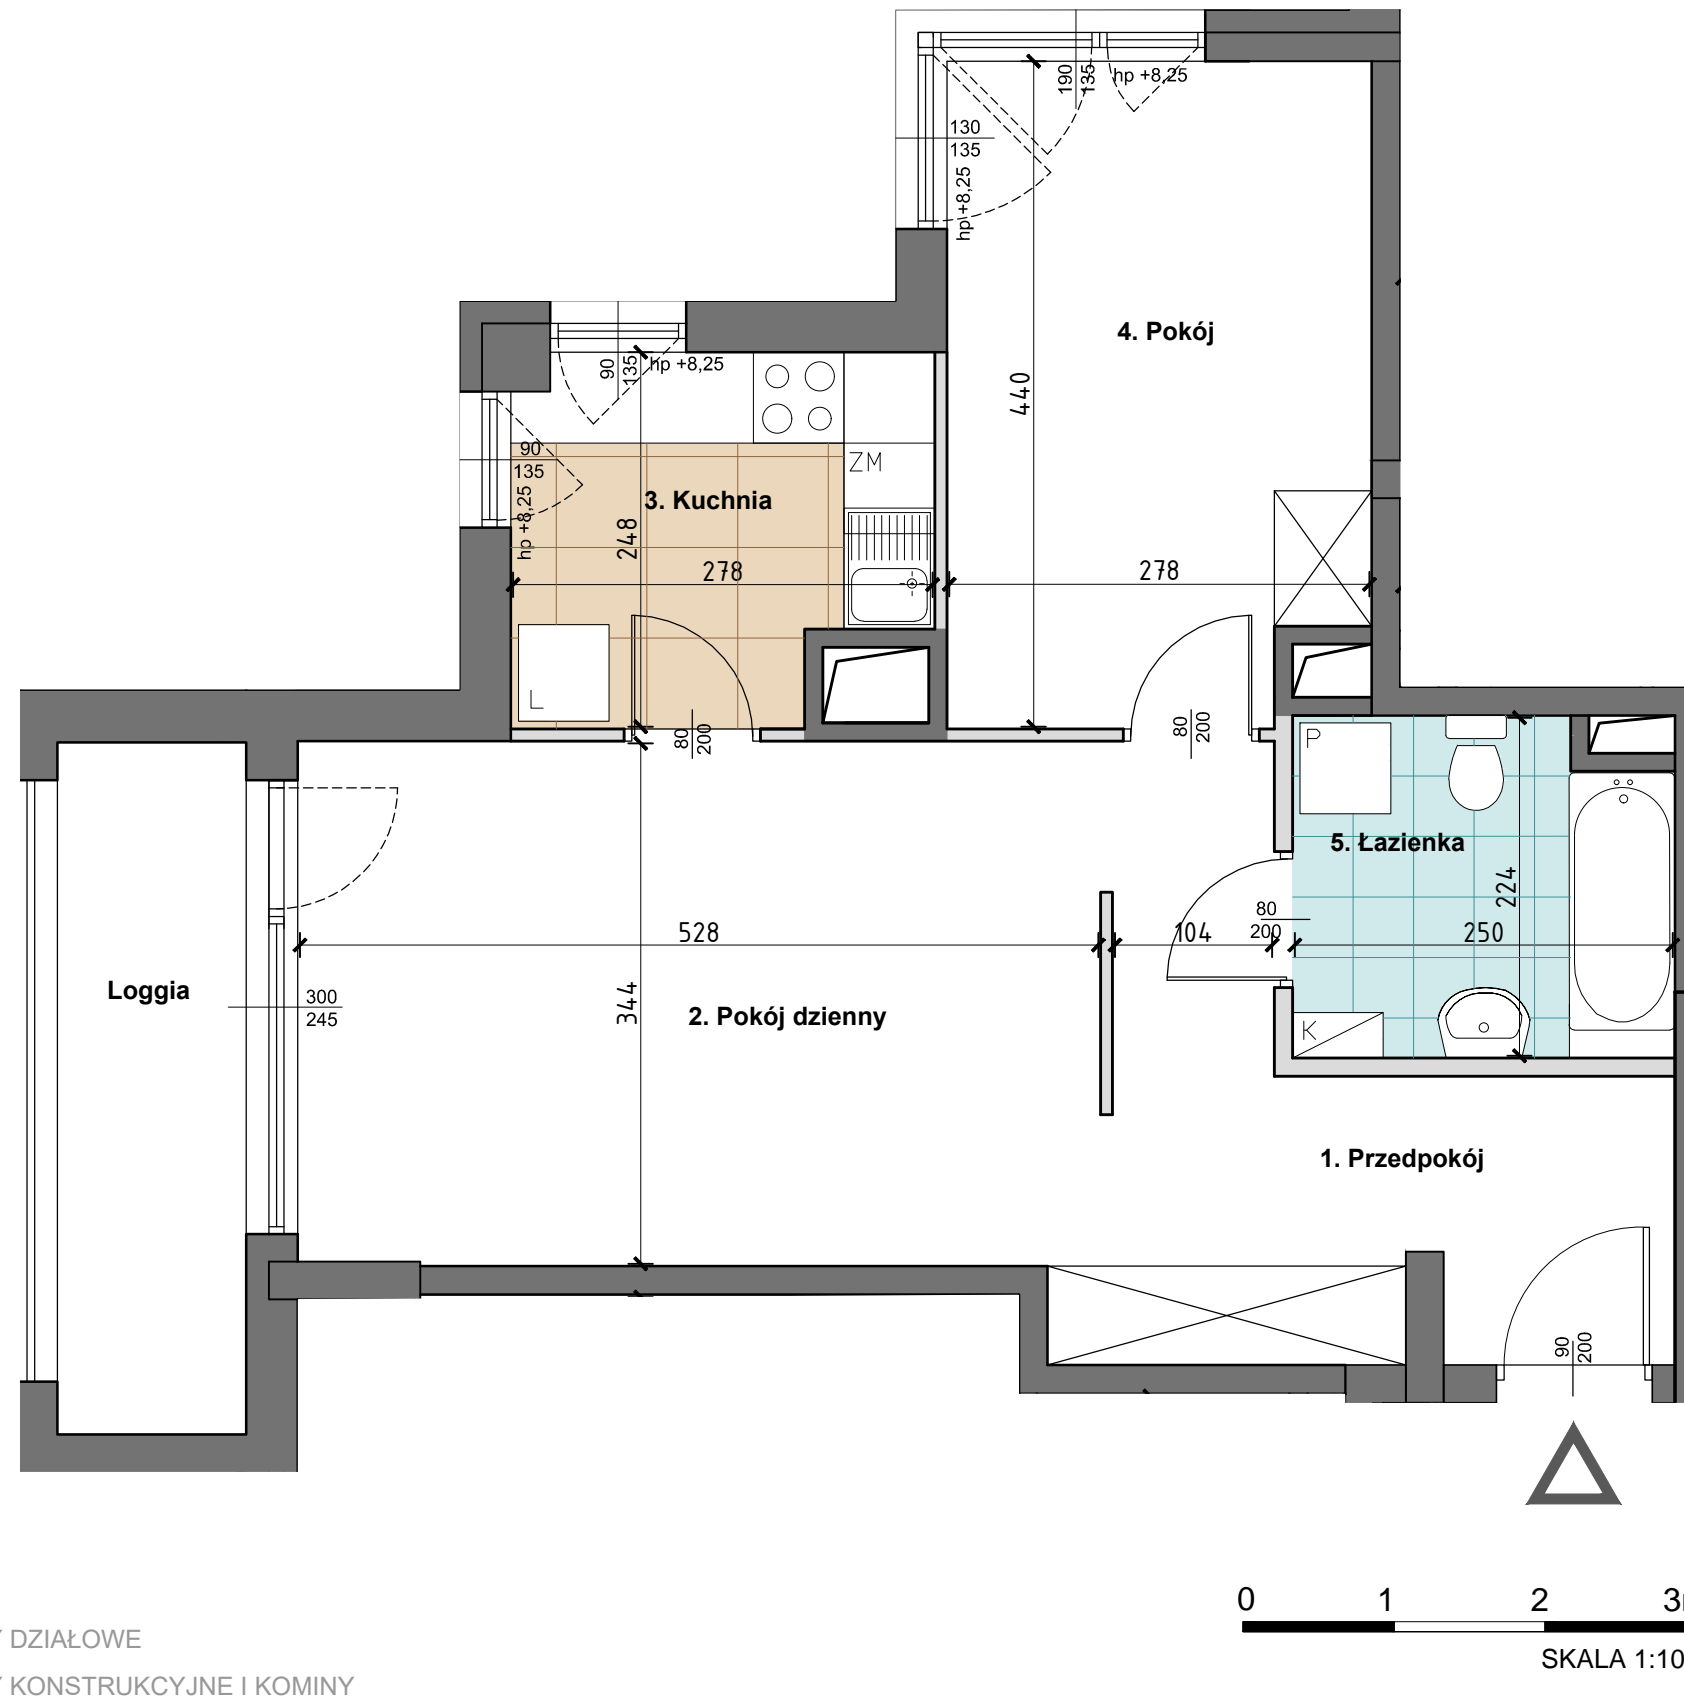 190
135
hp +8,25
130
135
hp +8,25
4. Pokój
440
90
135
hp +8,25
90
135
hp +8,25
ZM
3. Kuchnia
248
278
278
L
80
200
80
200
P
5. Łazienka
224
80
200
528
104
250
Loggia
300
245
344
2. Pokój dzienny
K
1. Przedpokój
90
200
0 1 2 3
SKALA 1:10
Y DZIAŁOWE
Y KONSTRUKCYJNE I KOMINY